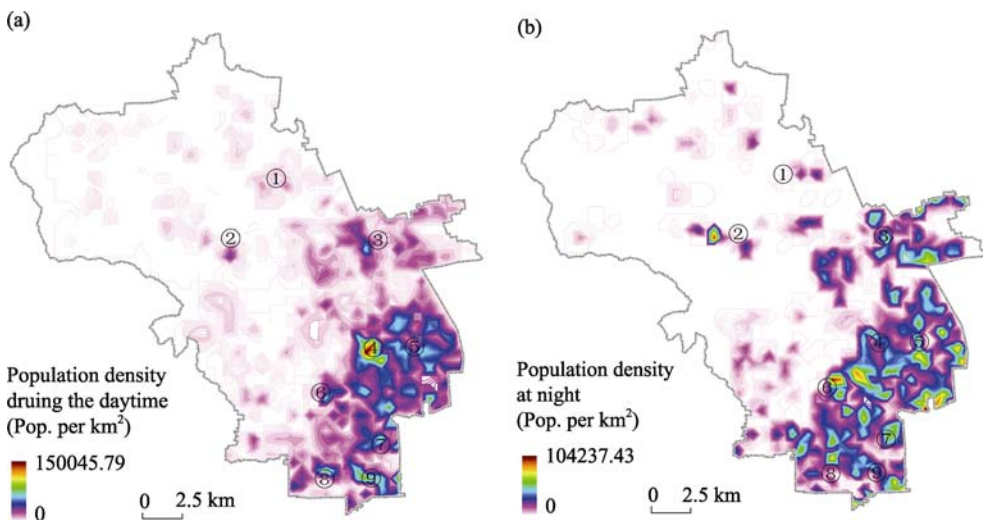 (a)
①
②
③
④
⑤
⑥
⑦
⑧
⑨
Population density
druing the daytime
(Pop. per km²)
150045.79
0
0 2.5 km
(b)
①
②
③
④
⑤
⑥
⑦
⑧
⑨
Population density
at night
(Pop. per km²)
104237.43
0
0 2.5 km